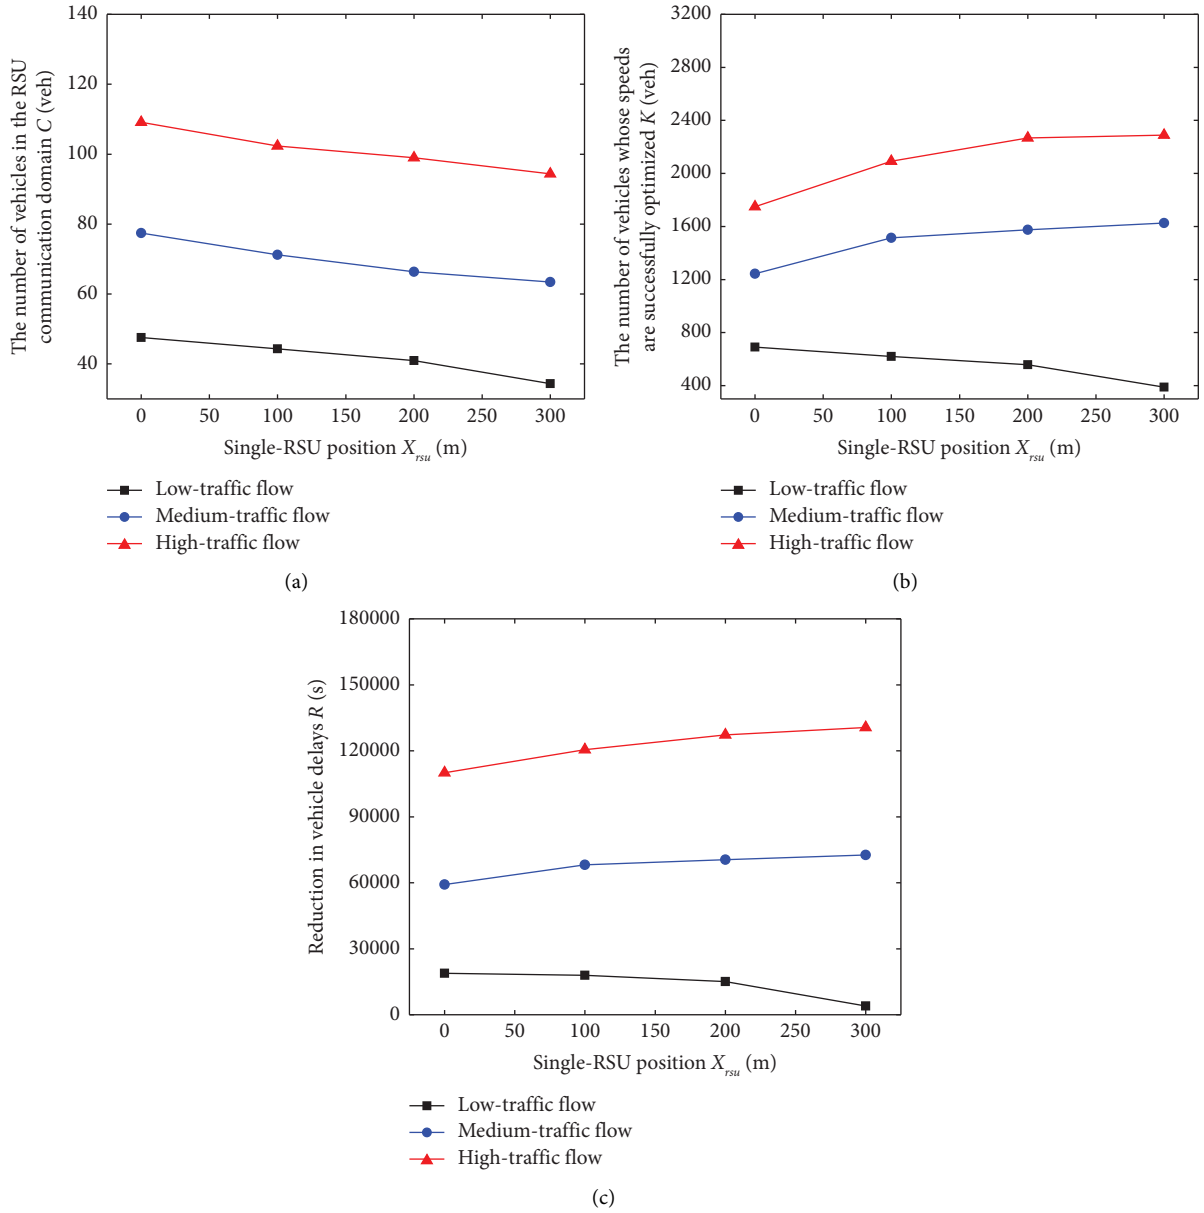 The number of vehicles in the RSU
communication domain C (veh)
140
120
100
80
60
40
0 50 100 150 200 250 300
Single-RSU position X_rsu (m)
Low-traffic flow
Medium-traffic flow
High-traffic flow
(a)
The number of vehicles whose speeds
are successfully optimized K (veh)
3200
2800
2400
2000
1600
1200
800
400
0 50 100 150 200 250 300
Single-RSU position X_rsu (m)
Low-traffic flow
Medium-traffic flow
High-traffic flow
(b)
Reduction in vehicle delays R (s)
180000
150000
120000
90000
60000
30000
0
0 50 100 150 200 250 300
Single-RSU position X_rsu (m)
Low-traffic flow
Medium-traffic flow
High-traffic flow
(c)